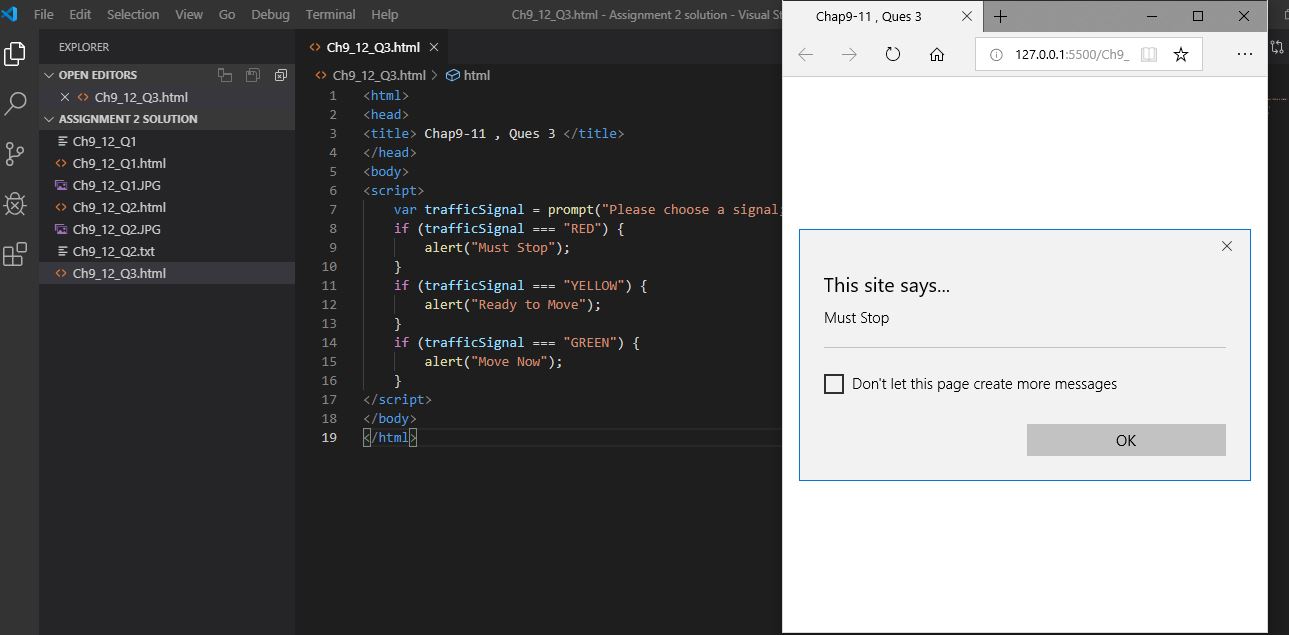 File Edit Selection View Go Debug Terminal Help
Ch9_12_Q3.html - Assignment 2 solution - Visual St
EXPLORER
OPEN EDITORS
Ch9_12_Q3.html
ASSIGNMENT 2 SOLUTION
Ch9_12_Q1
Ch9_12_Q1.html
Ch9_12_Q1.JPG
Ch9_12_Q2.html
Ch9_12_Q2.JPG
Ch9_12_Q2.txt
Ch9_12_Q3.html
Ch9_12_Q3.html
Ch9_12_Q3.html > html
1 <html>
2 <head>
3 <title> Chap9-11 , Ques 3 </title>
4 </head>
5 <body>
6 <script>
7 var trafficSignal = prompt("Please choose a signal;
8 if (trafficSignal === "RED") {
9 alert("Must Stop");
10 }
11 if (trafficSignal === "YELLOW") {
12 alert("Ready to Move");
13 }
14 if (trafficSignal === "GREEN") {
15 alert("Move Now");
16 }
17 </script>
18 </body>
19 </html>
Chap9-11 , Ques 3
127.0.0.1:5500/Ch9_
This site says...
Must Stop
Don't let this page create more messages
OK